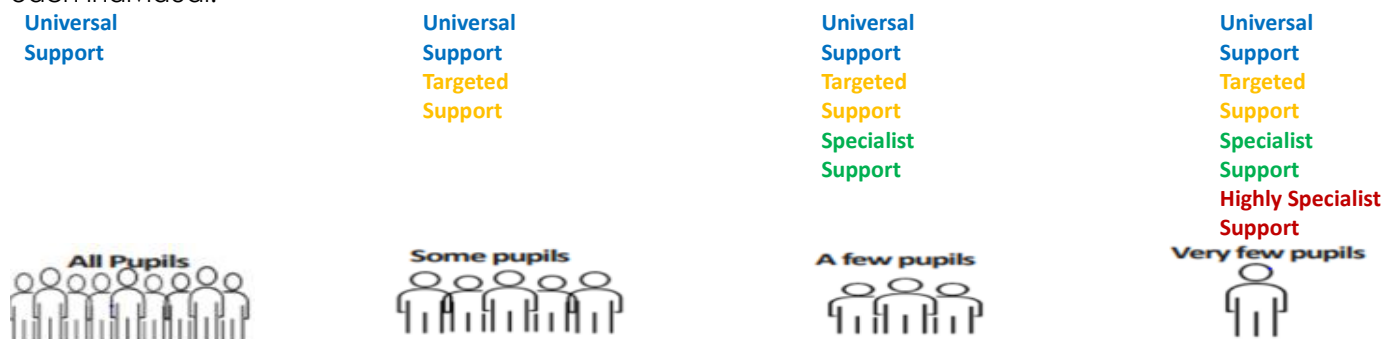 Universal
Support
Universal
Support
Targeted
Support
Universal
Support
Targeted
Support
Specialist
Support
Universal
Support
Targeted
Support
Specialist
Support
Highly Specialist
Support
All Pupils
Some pupils
A few pupils
Very few pupils